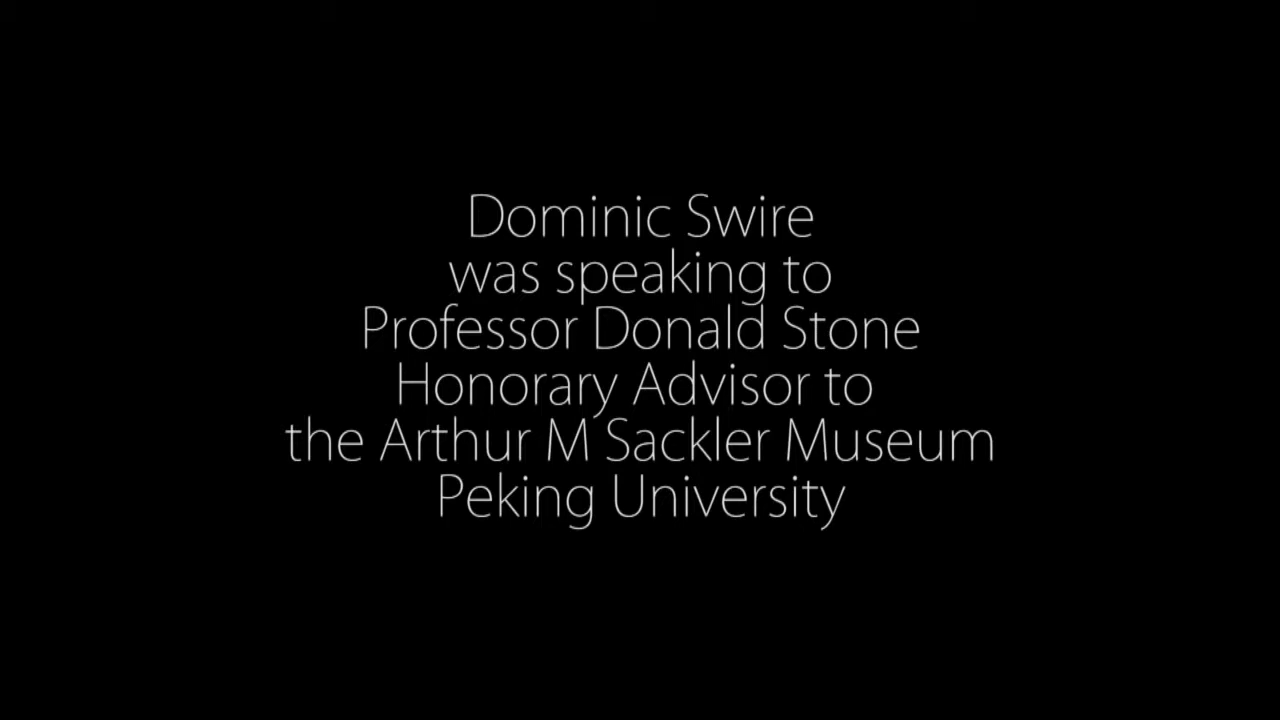 Dominic Swire
was speaking to
Professor Donald Stone
Honorary Advisor to
the Arthur M Sackler Museum
Peking University